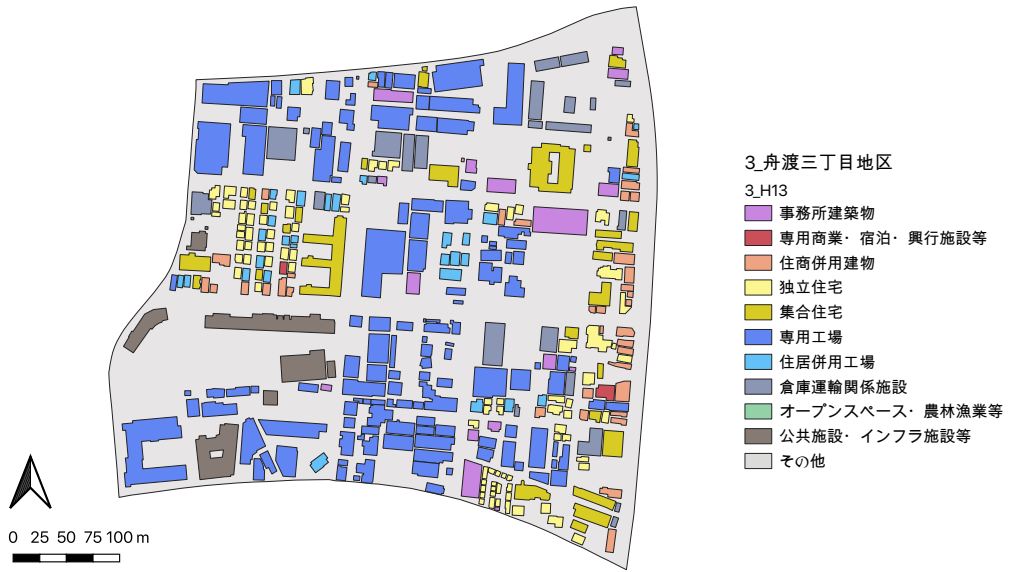 3_舟渡三丁目地区
3_H13
事務所建築物
専用商業・宿泊・興行施設等
住商併用建物
独立住宅
集合住宅
専用工場
住居併用工場
倉庫運輸関係施設
オープンスペース・農林漁業等
公共施設・インフラ施設等
その他
0 25 50 75 100 m